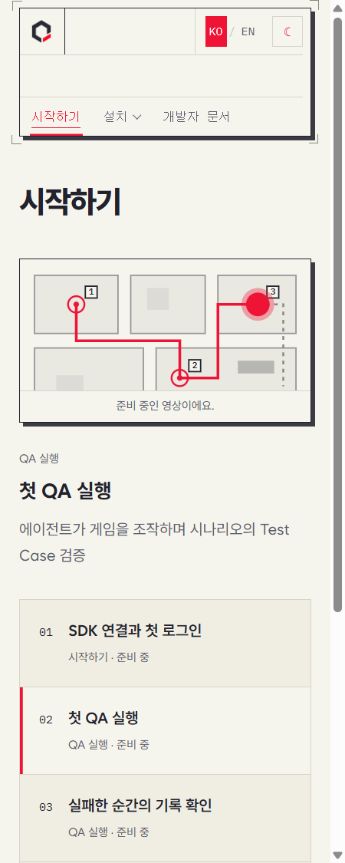 KO / EN
시작하기 설치 개발자 문서
시작하기
1
3
2
준비 중인 영상이에요.
QA 실행
첫 QA 실행
에이전트가 게임을 조작하며 시나리오의 Test
Case 검증
01 SDK 연결과 첫 로그인
시작하기 · 준비 중
02 첫 QA 실행
QA 실행 · 준비 중
03 실패한 순간의 기록 확인
QA 실행 · 준비 중